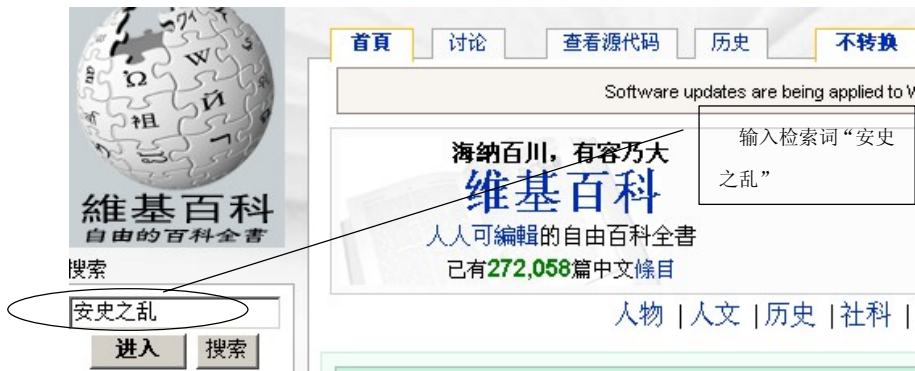 首頁 讨论 查看源代码 历史 不转换
Software updates are being applied to W
输入检索词“安史
之乱”
海纳百川，有容乃大
维基百科
人人可編輯的自由百科全書
已有272,058篇中文條目
人物 | 人文 | 历史 | 社科 |
Ω W И 祖
維基百科
自由的百科全書
搜索
安史之乱
进入 搜索